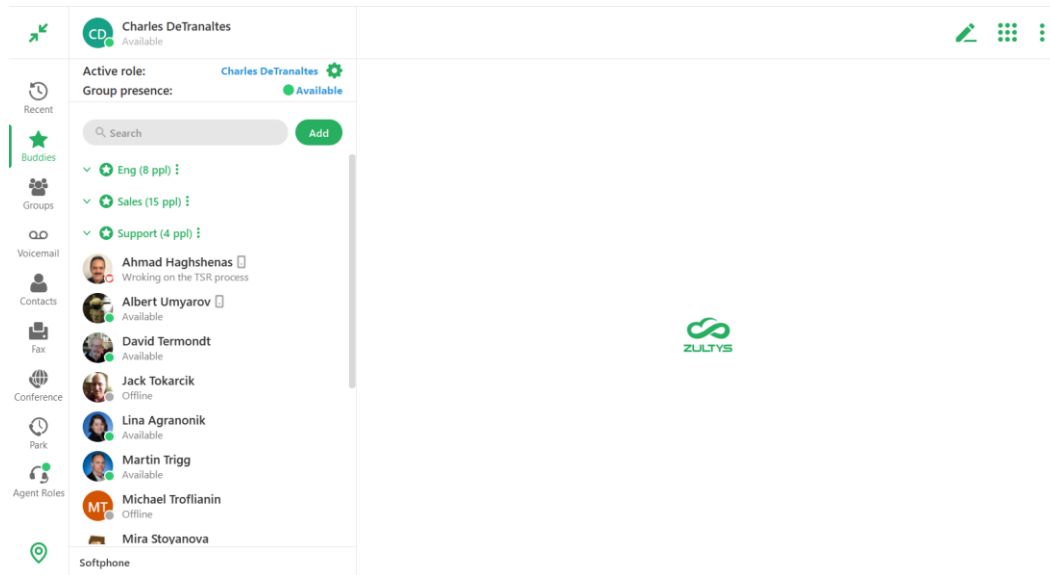 CD
Charles DeTranaltes
Available
Active role:
Charles DeTranaltes
Group presence:
Available
Recent
Buddies
Groups
Voicemail
Contacts
Fax
Conference
Park
Agent Roles
Search
Add
Eng (8 ppl)
Sales (15 ppl)
Support (4 ppl)
Ahmad Haghshenas
Wroking on the TSR process
Albert Umyarov
Available
David Termondt
Available
Jack Tokarcik
Offline
Lina Agranonik
Available
Martin Trigg
Available
MT
Michael Troflianin
Offline
Mira Stoyanova
Softphone
ZULTYS